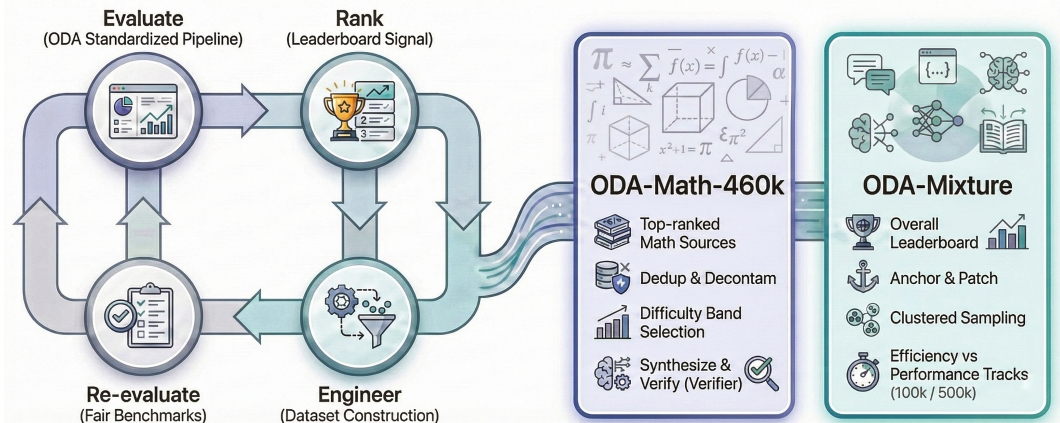 Evaluate
(ODA Standardized Pipeline)
Rank
(Leaderboard Signal)
2
3
Re-evaluate
(Fair Benchmarks)
Engineer
(Dataset Construction)
ODA-Math-460k
Top-ranked
Math Sources
Dedup & Decontam
Difficulty Band
Selection
Synthesize &
Verify (Verifier)
{...}
ODA-Mixture
Overall
Leaderboard
Anchor & Patch
Clustered Sampling
Efficiency vs
Performance Tracks
(100k / 500k)